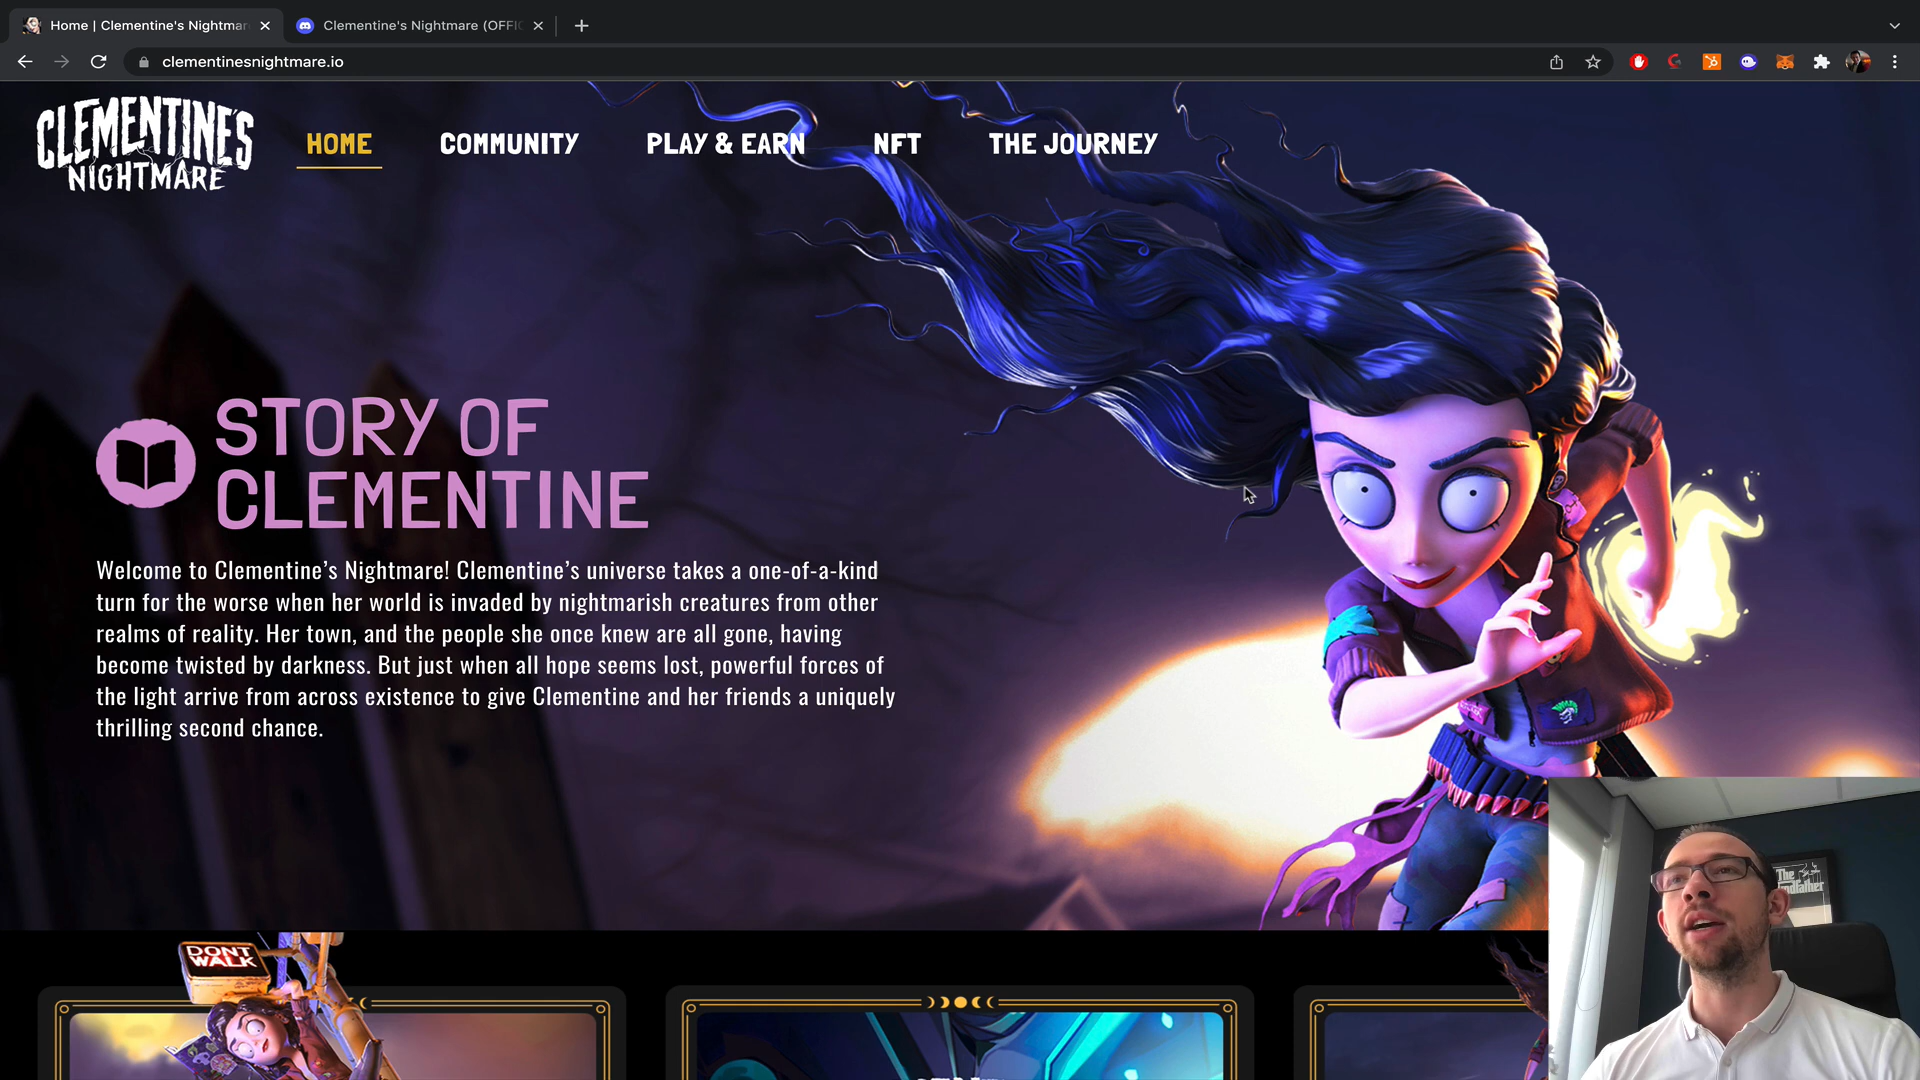 Home | Clementine's Nightmar
Clementine's Nightmare (OFFIC
clementinesnightmare.io
CLEMENTINE'S
NIGHTMARE
HOME
COMMUNITY
PLAY & EARN
NFT
THE JOURNEY
STORY OF
CLEMENTINE
Welcome to Clementine’s Nightmare! Clementine’s universe takes a one-of-a-kind
turn for the worse when her world is invaded by nightmarish creatures from other
realms of reality. Her town, and the people she once knew are all gone, having
become twisted by darkness. But just when all hope seems lost, powerful forces of
the light arrive from across existence to give Clementine and her friends a uniquely
thrilling second chance.
DONT
WALK
The